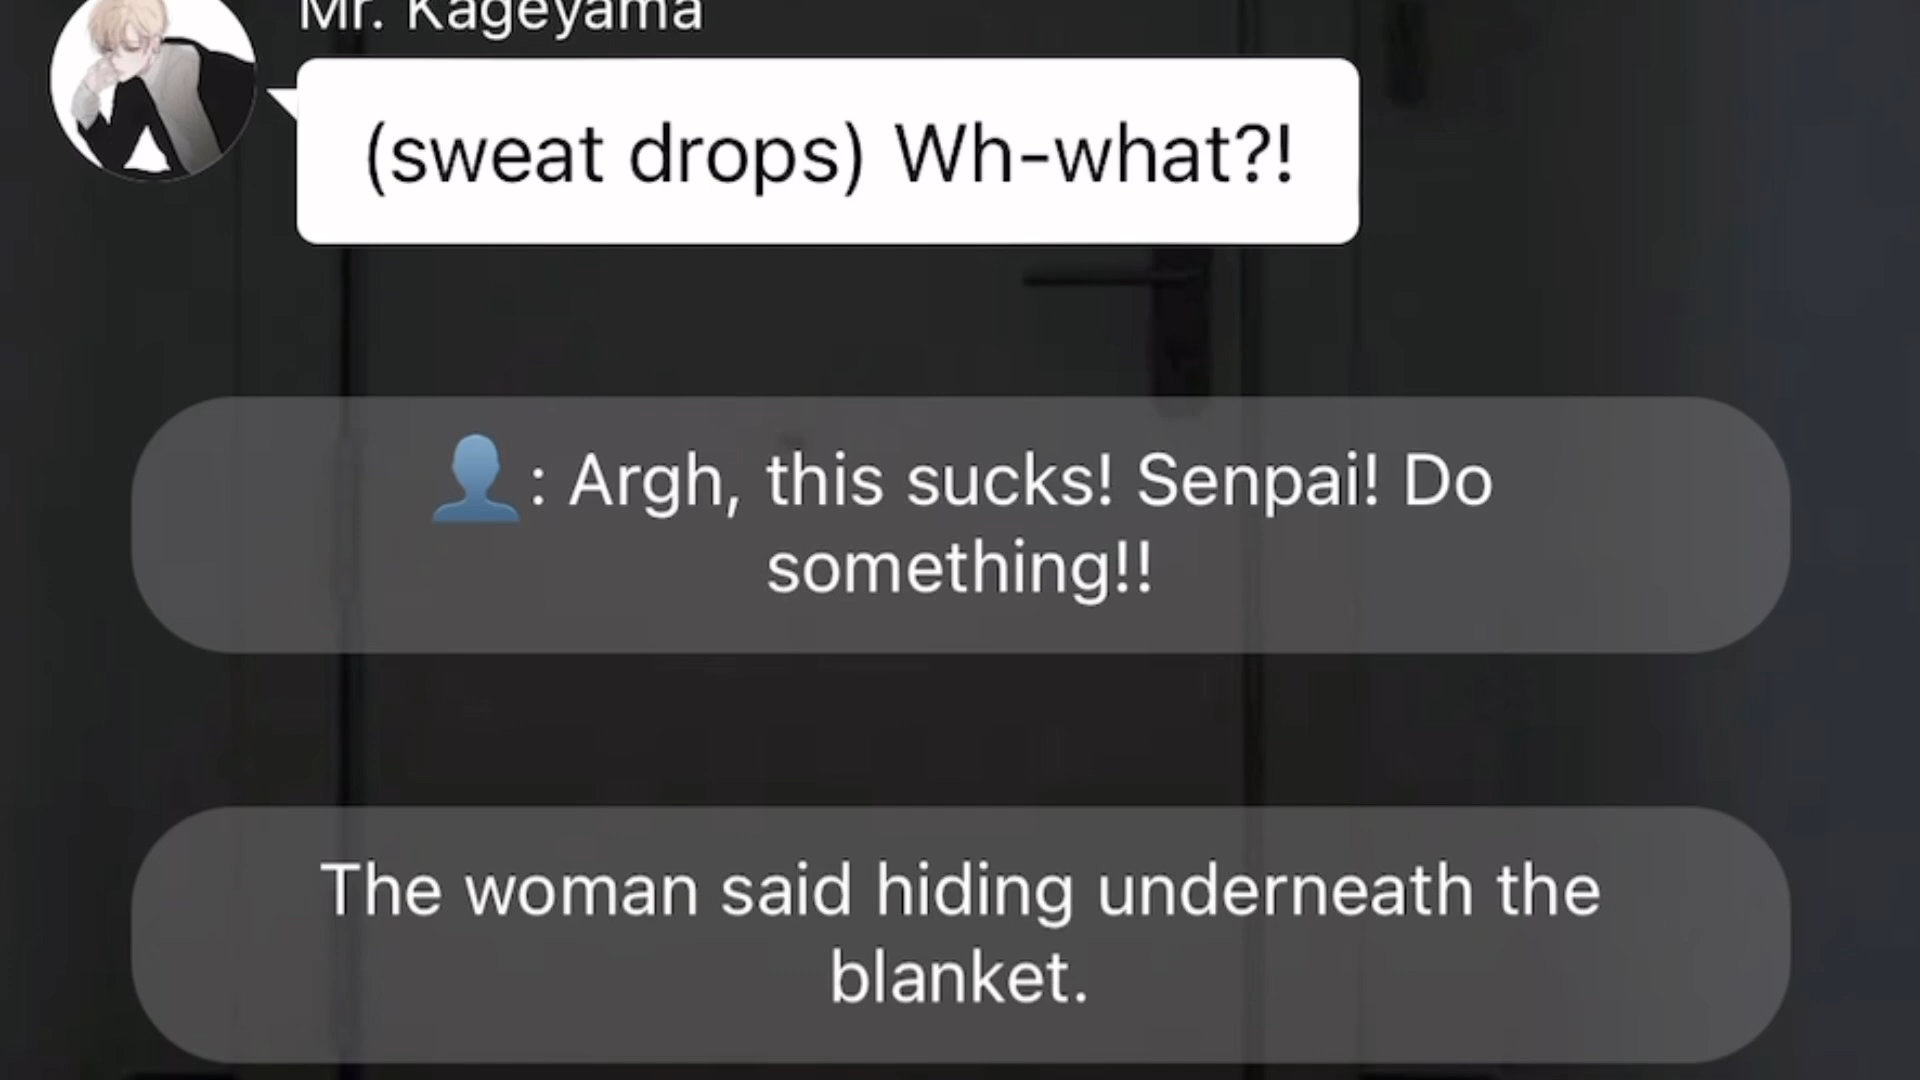 Mr. Kageyama
(sweat drops) Wh-what?!
👤: Argh, this sucks! Senpai! Do
something!!
The woman said hiding underneath the
blanket.